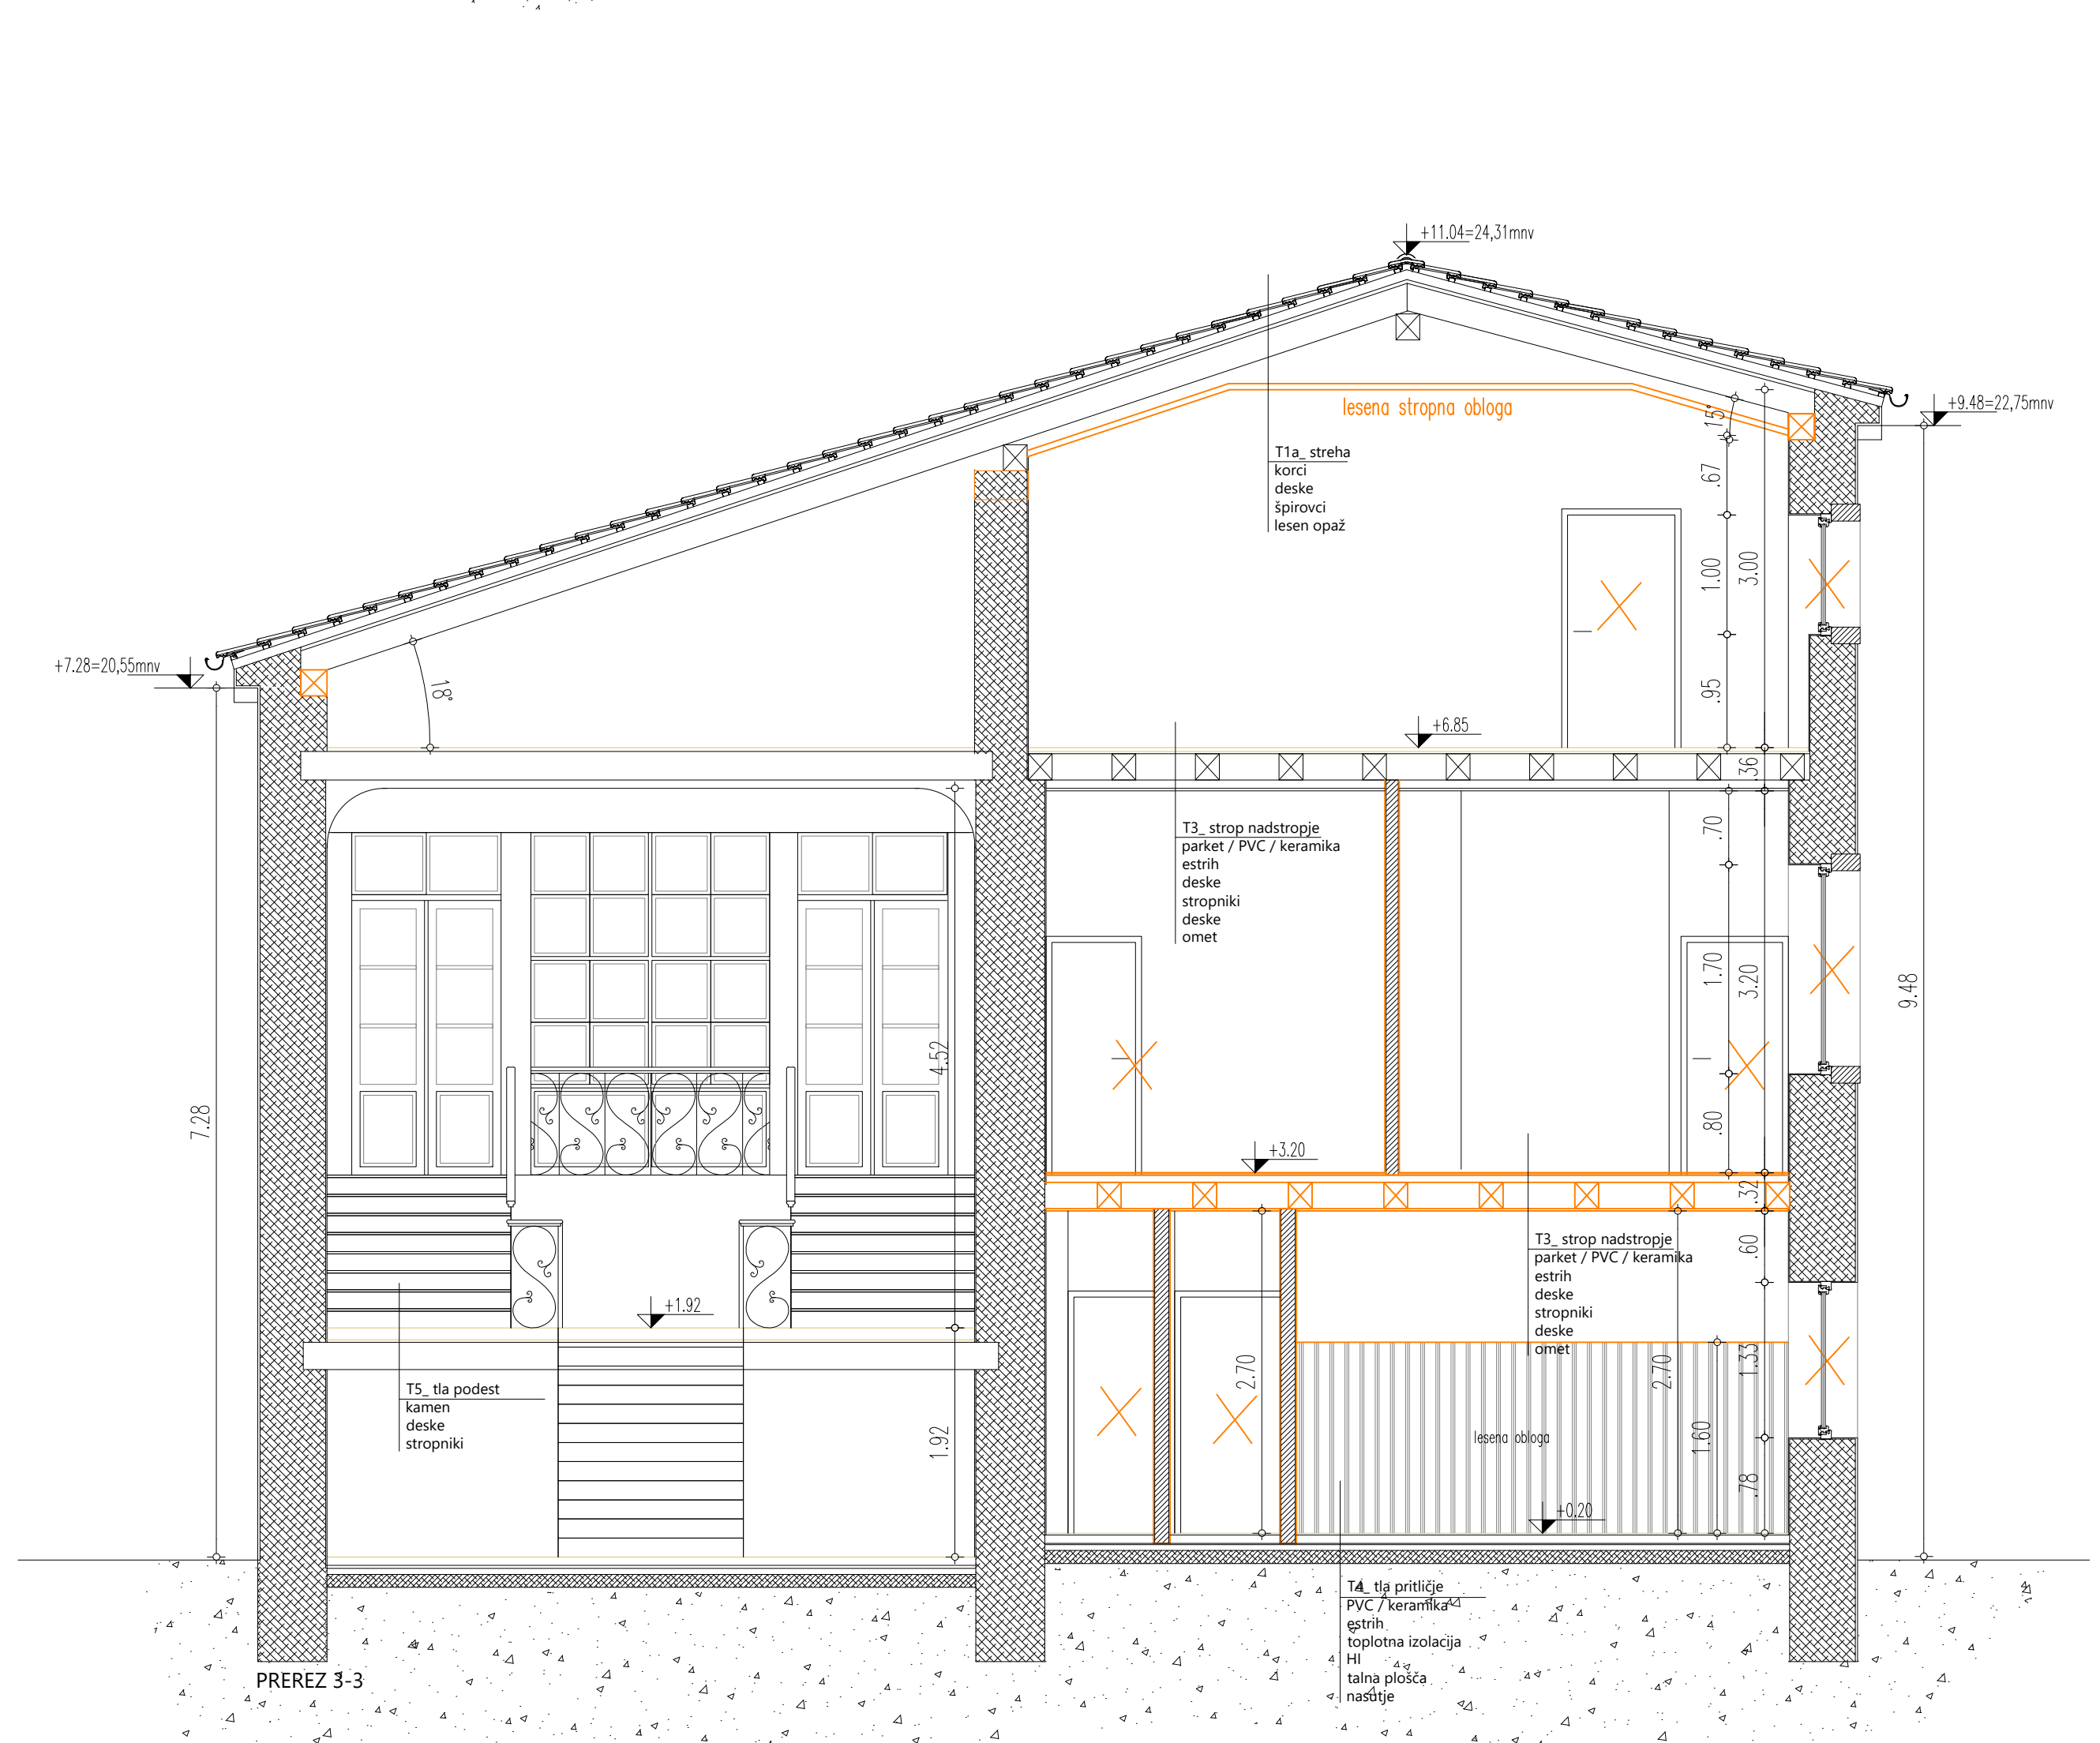 +11.04=24,31mnv
lesena stropna obloga
15°
+9.48=22,75mnv
T1a_ streha
korci
deske
špirovci
lesen opaž
.67
1.00
3.00
.95
+7.28=20,55mnv
18°
+6.85
.36
T3_ strop nadstropje
parket / PVC / keramika
estrih
deske
stropniki
deske
omet
.70
1.70
3.20
.80
9.48
4.52
7.28
+3.20
.32
T3_ strop nadstropje
parket / PVC / keramika
estrih
deske
stropniki
deske
omet
.60
+1.92
T5_ tla podest
kamen
deske
stropniki
1.92
2.70
2.70
1.33
1.60
lesena obloga
.78
+0.20
T4_ tla pritličje
PVC / keramika
estrih
toplotna izolacija
HI
talna plošča
nasutje
PREREZ 3-3